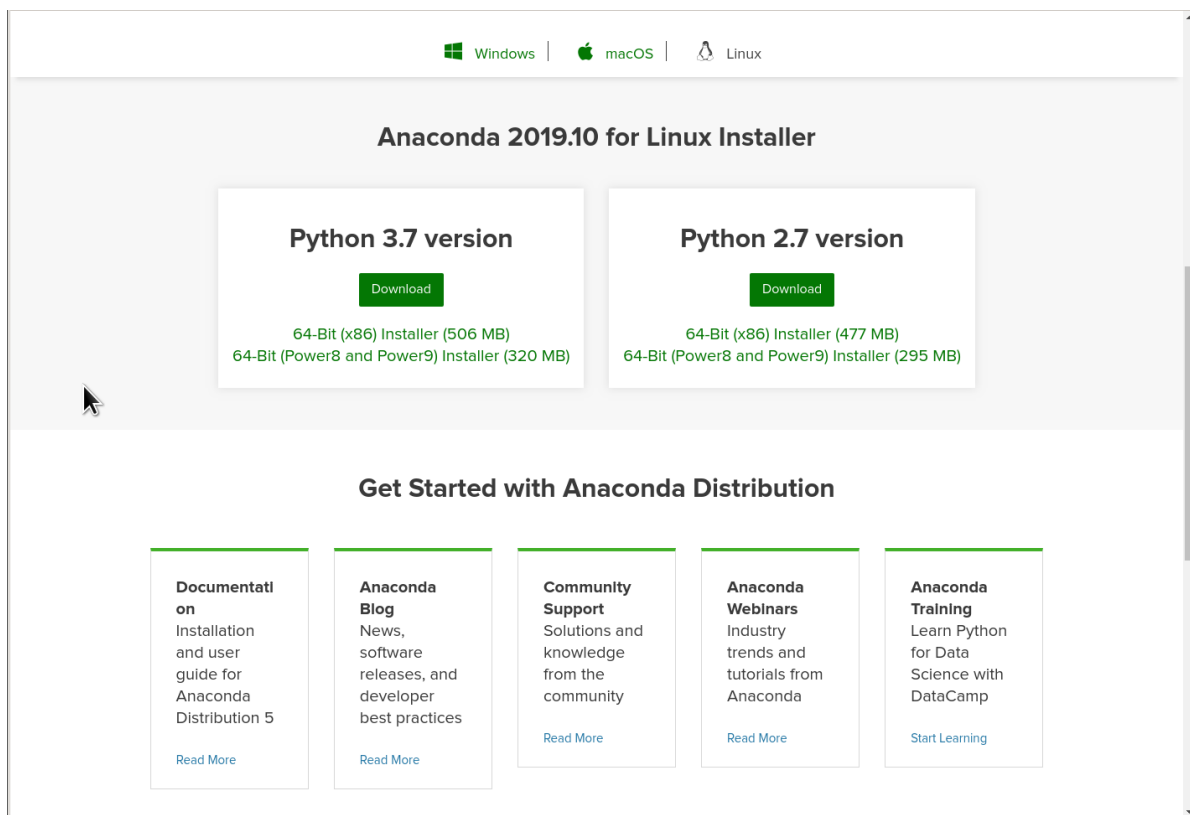 Windows | macOS | Linux
Anaconda 2019.10 for Linux Installer
Python 3.7 version
Download
64-Bit (x86) Installer (506 MB)
64-Bit (Power8 and Power9) Installer (320 MB)
Python 2.7 version
Download
64-Bit (x86) Installer (477 MB)
64-Bit (Power8 and Power9) Installer (295 MB)
Get Started with Anaconda Distribution
Documentati
on
Installation
and user
guide for
Anaconda
Distribution 5
Read More
Anaconda
Blog
News,
software
releases, and
developer
best practices
Read More
Community
Support
Solutions and
knowledge
from the
community
Read More
Anaconda
Webinars
Industry
trends and
tutorials from
Anaconda
Read More
Anaconda
Training
Learn Python
for Data
Science with
DataCamp
Start Learning